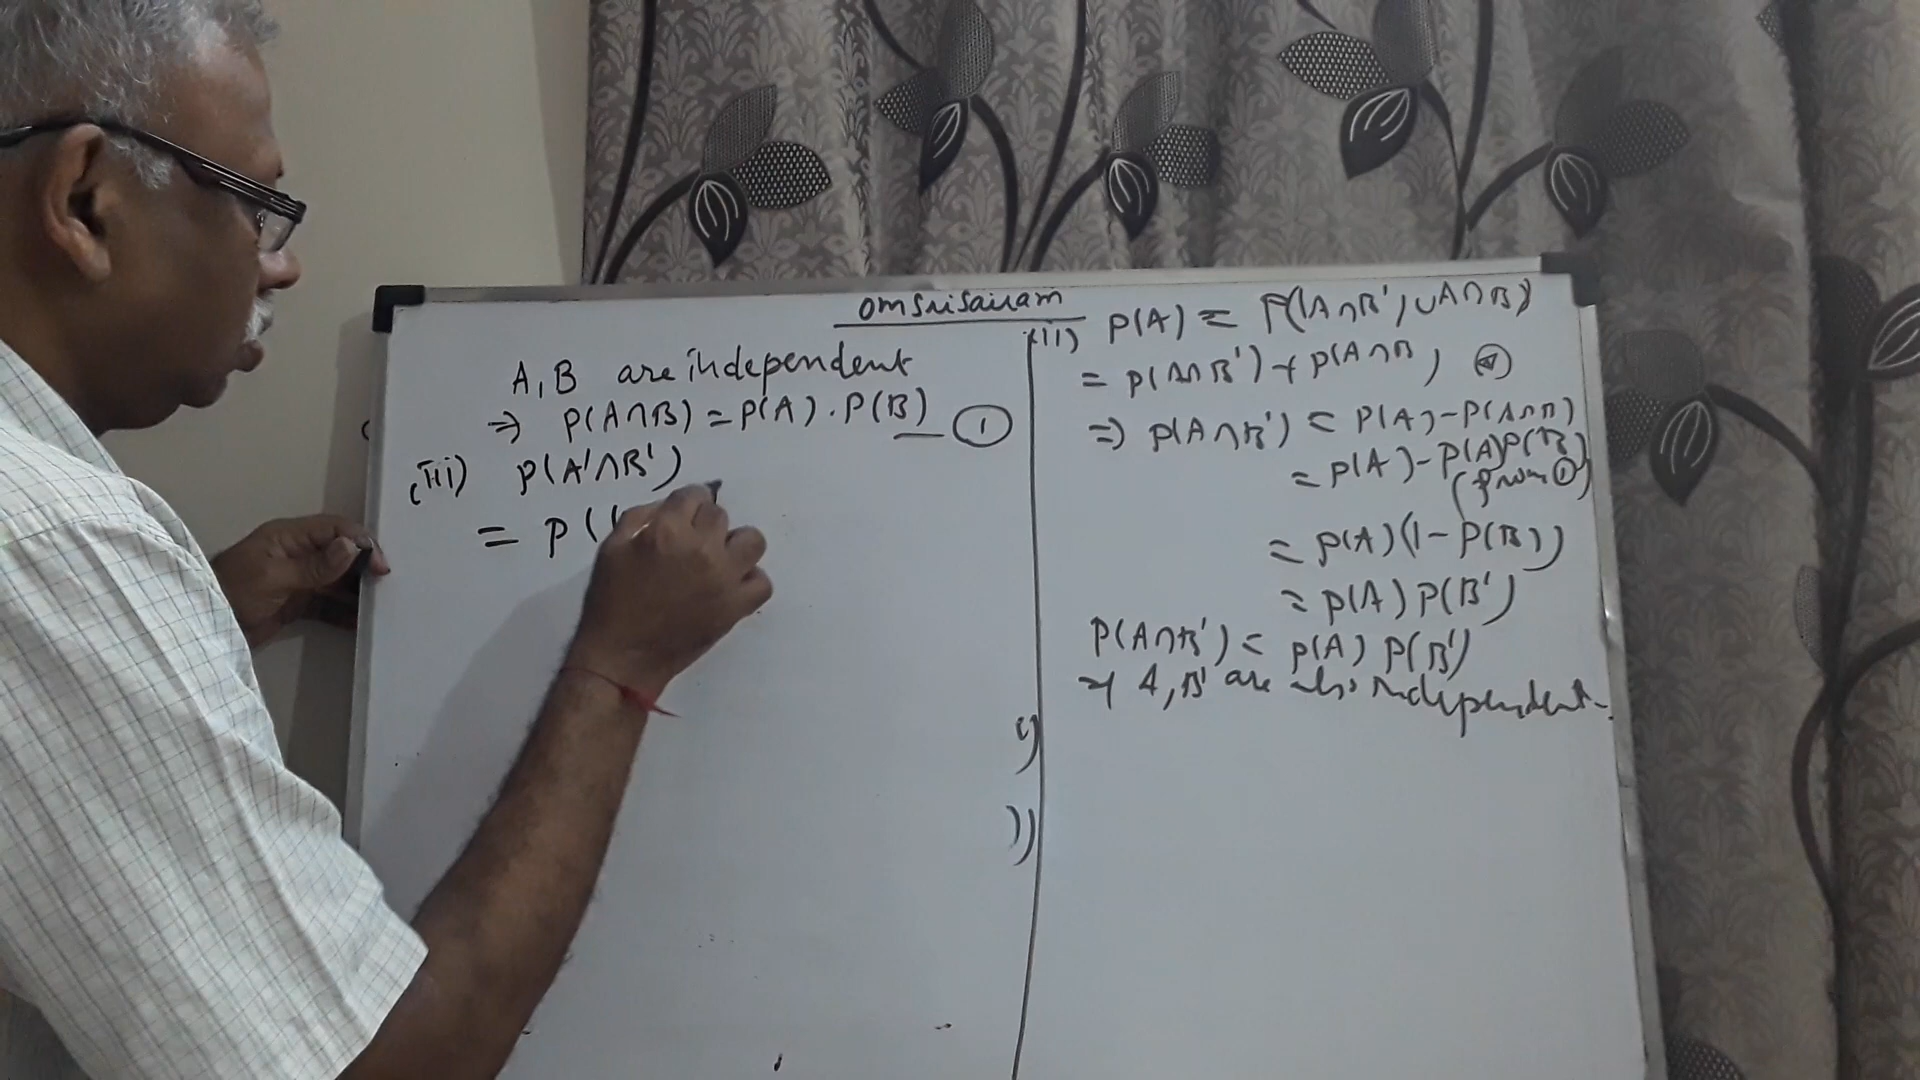 omsrisairam
A, B are independent
⇒ P(A∩B) = P(A) . P(B) — ①
(iii) P(A'∩B')
= P((
(ii) P(A) = P((A∩B')∪A∩B)
= P(A∩B') + P(A∩B)
⇒ P(A∩B') = P(A) - P(A∩B)
= P(A) - P(A)P(B)
(from ①)
= P(A)(1 - P(B))
= P(A) P(B')
P(A∩B') = P(A) P(B')
⇒ A, B' are also independent.